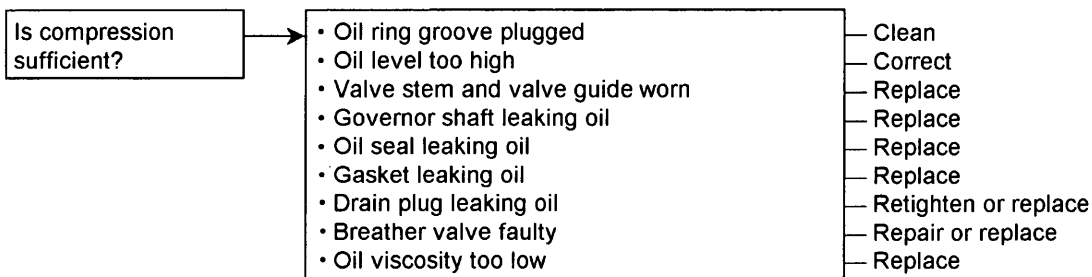 Is compression
sufficient?
• Oil ring groove plugged — Clean
• Oil level too high — Correct
• Valve stem and valve guide worn — Replace
• Governor shaft leaking oil — Replace
• Oil seal leaking oil — Replace
• Gasket leaking oil — Replace
• Drain plug leaking oil — Retighten or replace
• Breather valve faulty — Repair or replace
• Oil viscosity too low — Replace